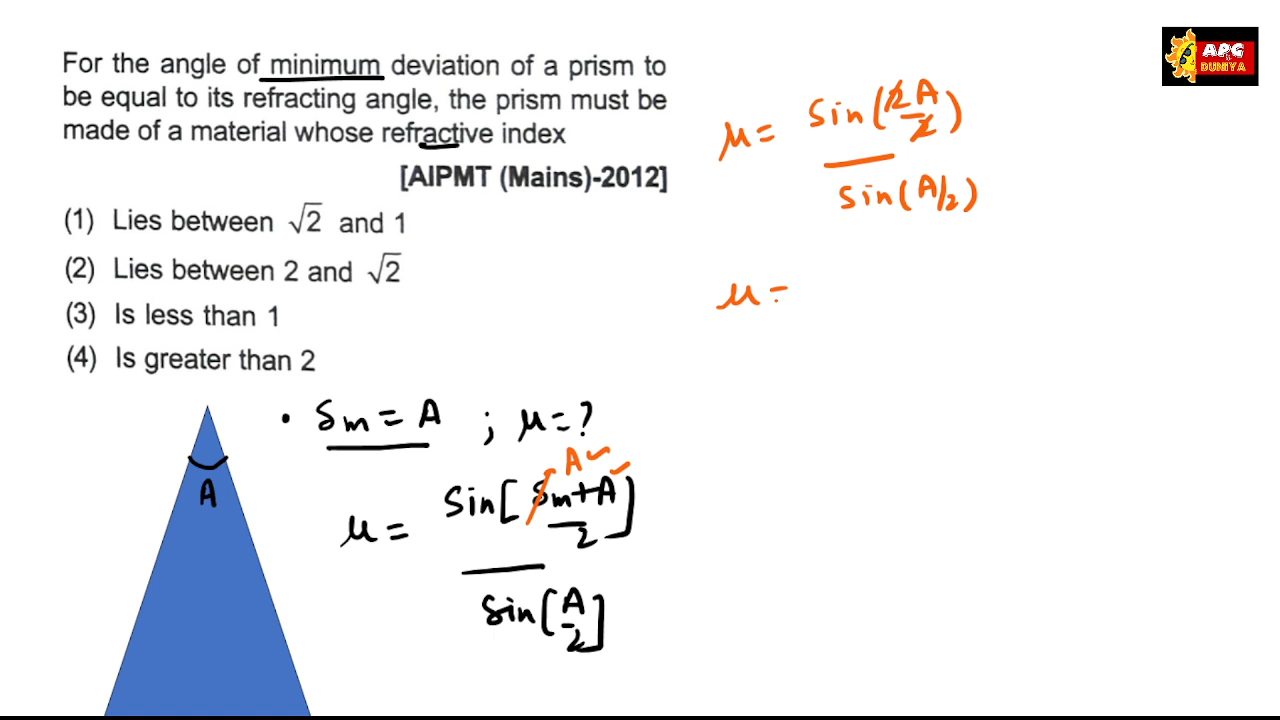 For the angle of minimum deviation of a prism to
be equal to its refracting angle, the prism must be
made of a material whose refractive index
[AIPMT (Mains)-2012]
(1) Lies between √2 and 1
(2) Lies between 2 and √2
(3) Is less than 1
(4) Is greater than 2
A
• δm = A ; μ = ?
A
μ = Sin[δm+A/2] / Sin[A/2]
μ = Sin(2A/2) / Sin(A/2)
μ =
APC
DUNIYA